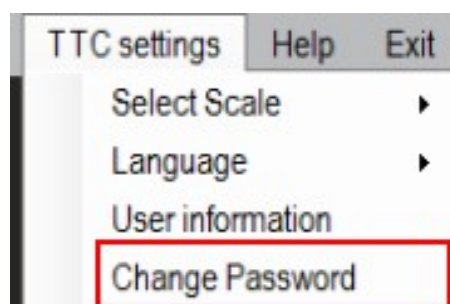 TTC settings Help Exit
Select Scale
Language
User information
Change Password